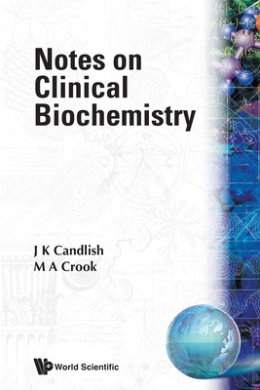 Notes on
Clinical
Biochemistry
J K Candlish
M A Crook
World Scientific